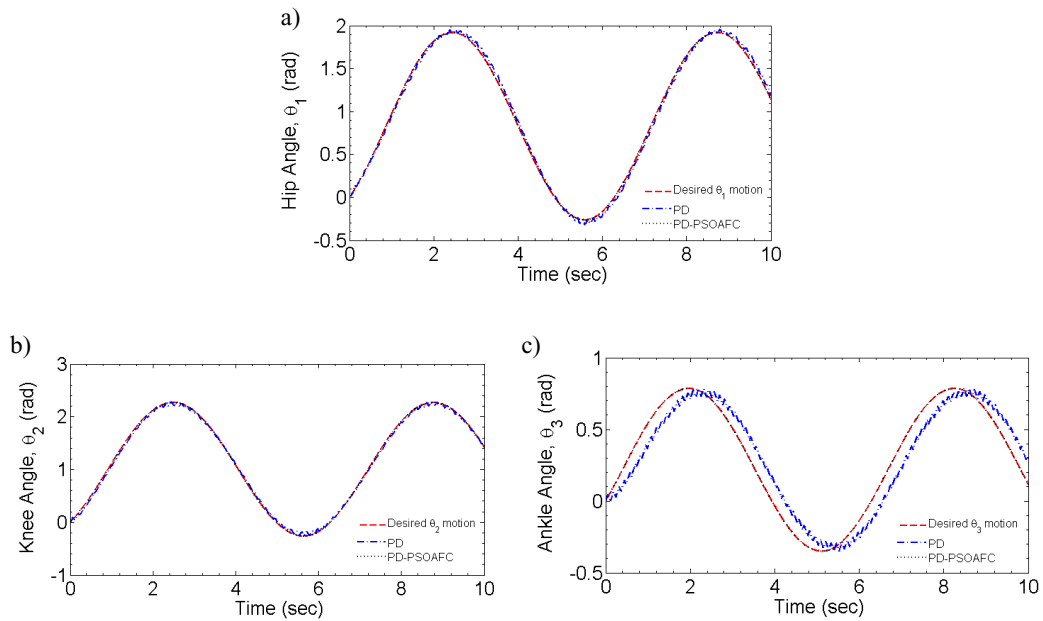 a)
2
1.5
1
0.5
0
-0.5
0 2 4 6 8 10
Hip Angle, θ1 (rad)
Time (sec)
Desired θ1 motion
PD
PD-PSOAFC
b)
3
2
1
0
-1
0 2 4 6 8 10
Knee Angle, θ2 (rad)
Time (sec)
Desired θ2 motion
PD
PD-PSOAFC
c)
1
0.5
0
-0.5
0 2 4 6 8 10
Ankle Angle, θ3 (rad)
Time (sec)
Desired θ3 motion
PD
PD-PSOAFC